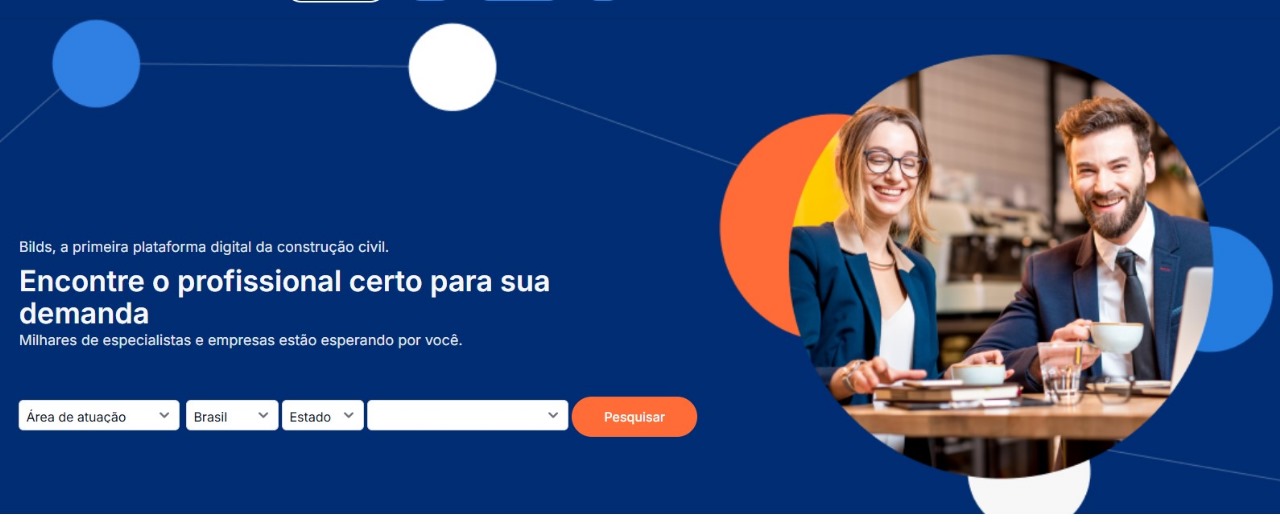 Bilds, a primeira plataforma digital da construção civil.
Encontre o profissional certo para sua
demanda
Milhares de especialistas e empresas estão esperando por você.
Área de atuação Brasil Estado Pesquisar